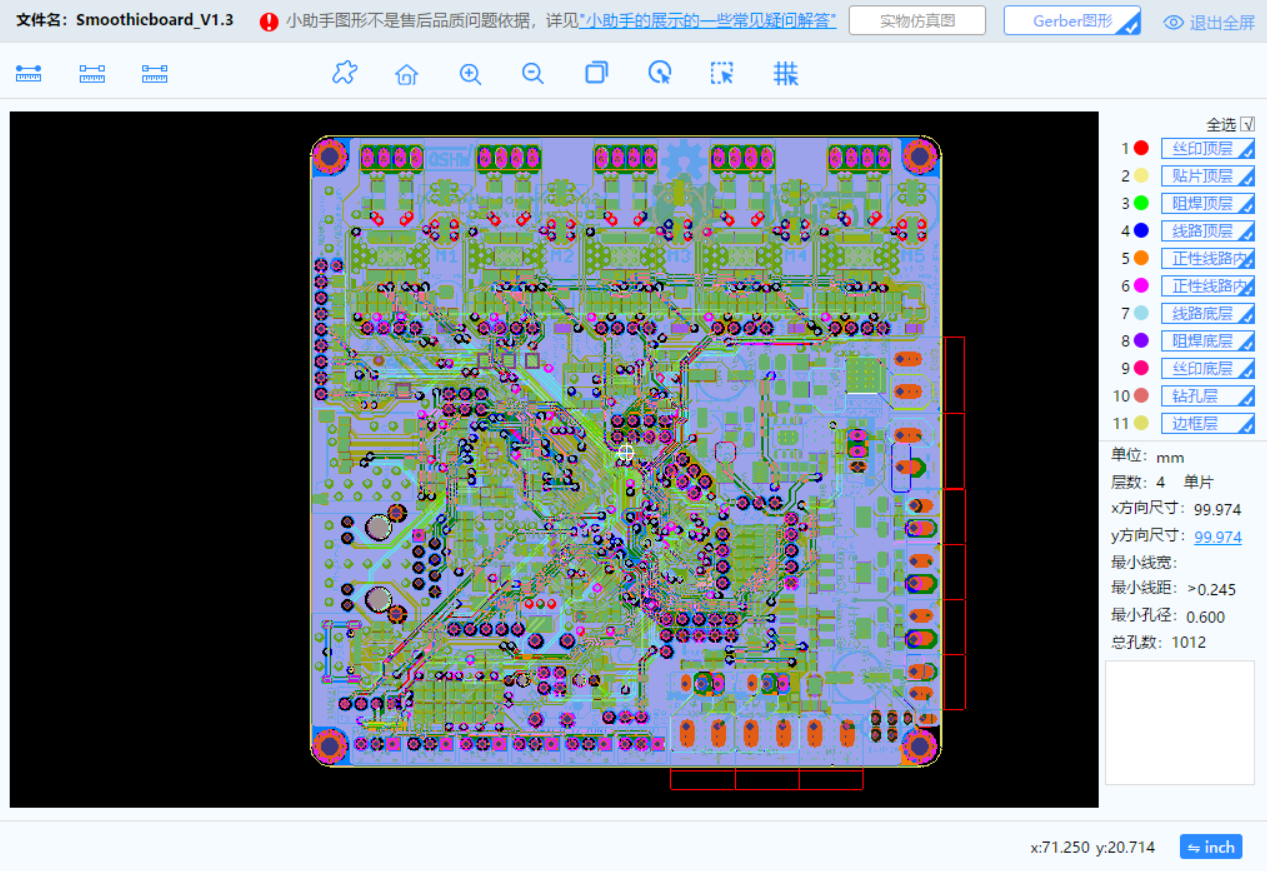 文件名：Smoothicboard_V1.3
小助手图形不是售后品质问题依据，详见"小助手的展示的一些常见疑问解答"
实物仿真图
Gerber图形
退出全屏
全选
1 丝印顶层
2 贴片顶层
3 阻焊顶层
4 线路顶层
5 正性线路内
6 正性线路内
7 线路底层
8 阻焊底层
9 丝印底层
10 钻孔层
11 边框层
单位：mm
层数：4 单片
x方向尺寸：99.974
y方向尺寸：99.974
最小线宽：
最小线距：>0.245
最小孔径：0.600
总孔数：1012
QSHW
M1 M2 M3 M4 M5
x:71.250 y:20.714
⇋ inch